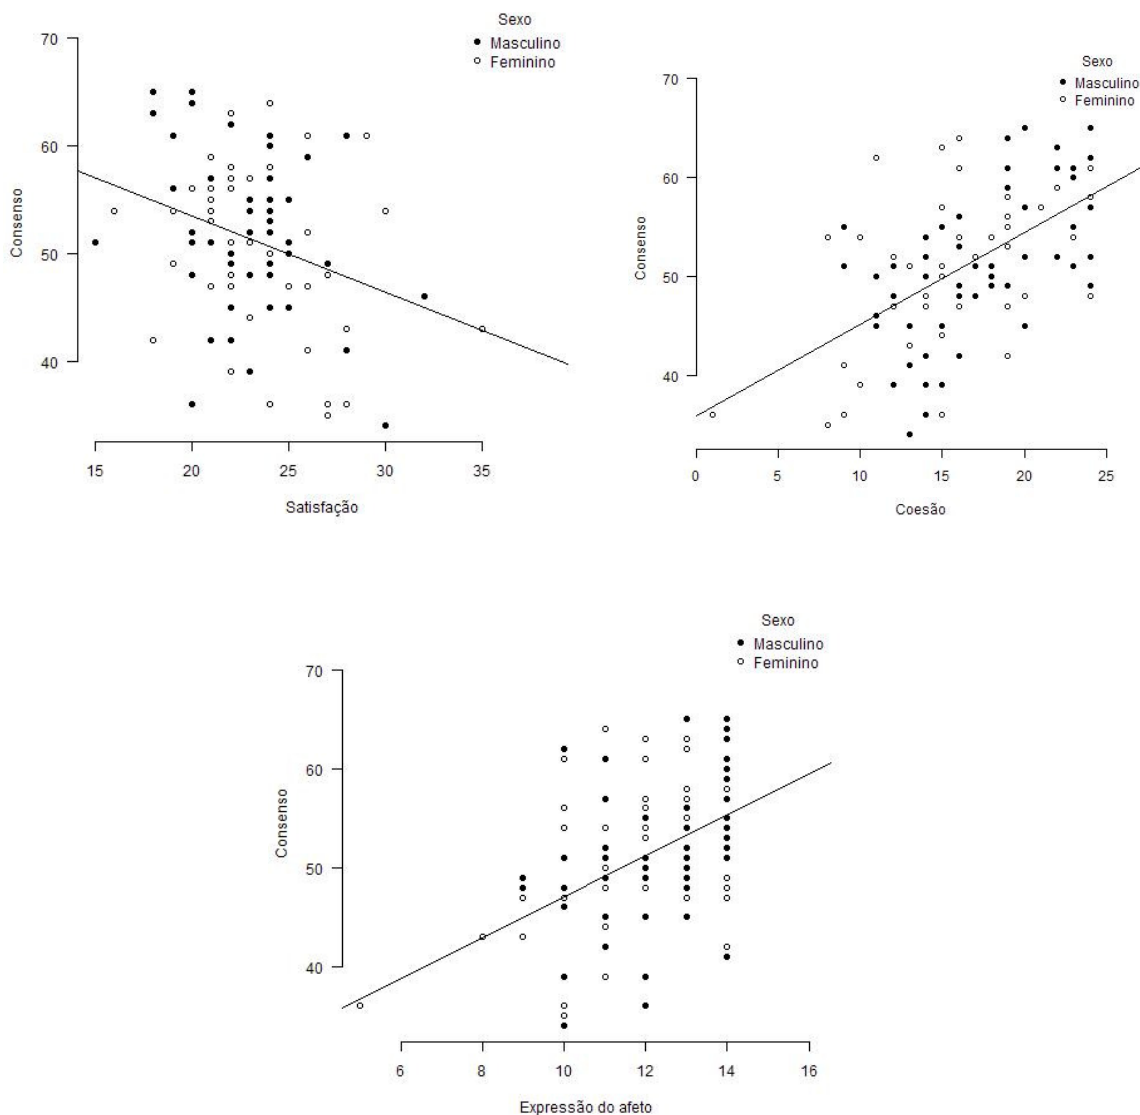 Sexo
Masculino
Feminino
70
60
50
40
Consenso
15 20 25 30 35
Satisfação
Sexo
Masculino
Feminino
70
60
50
40
Consenso
0 5 10 15 20 25
Coesão
Sexo
Masculino
Feminino
70
60
50
40
Consenso
6 8 10 12 14 16
Expressão do afeto